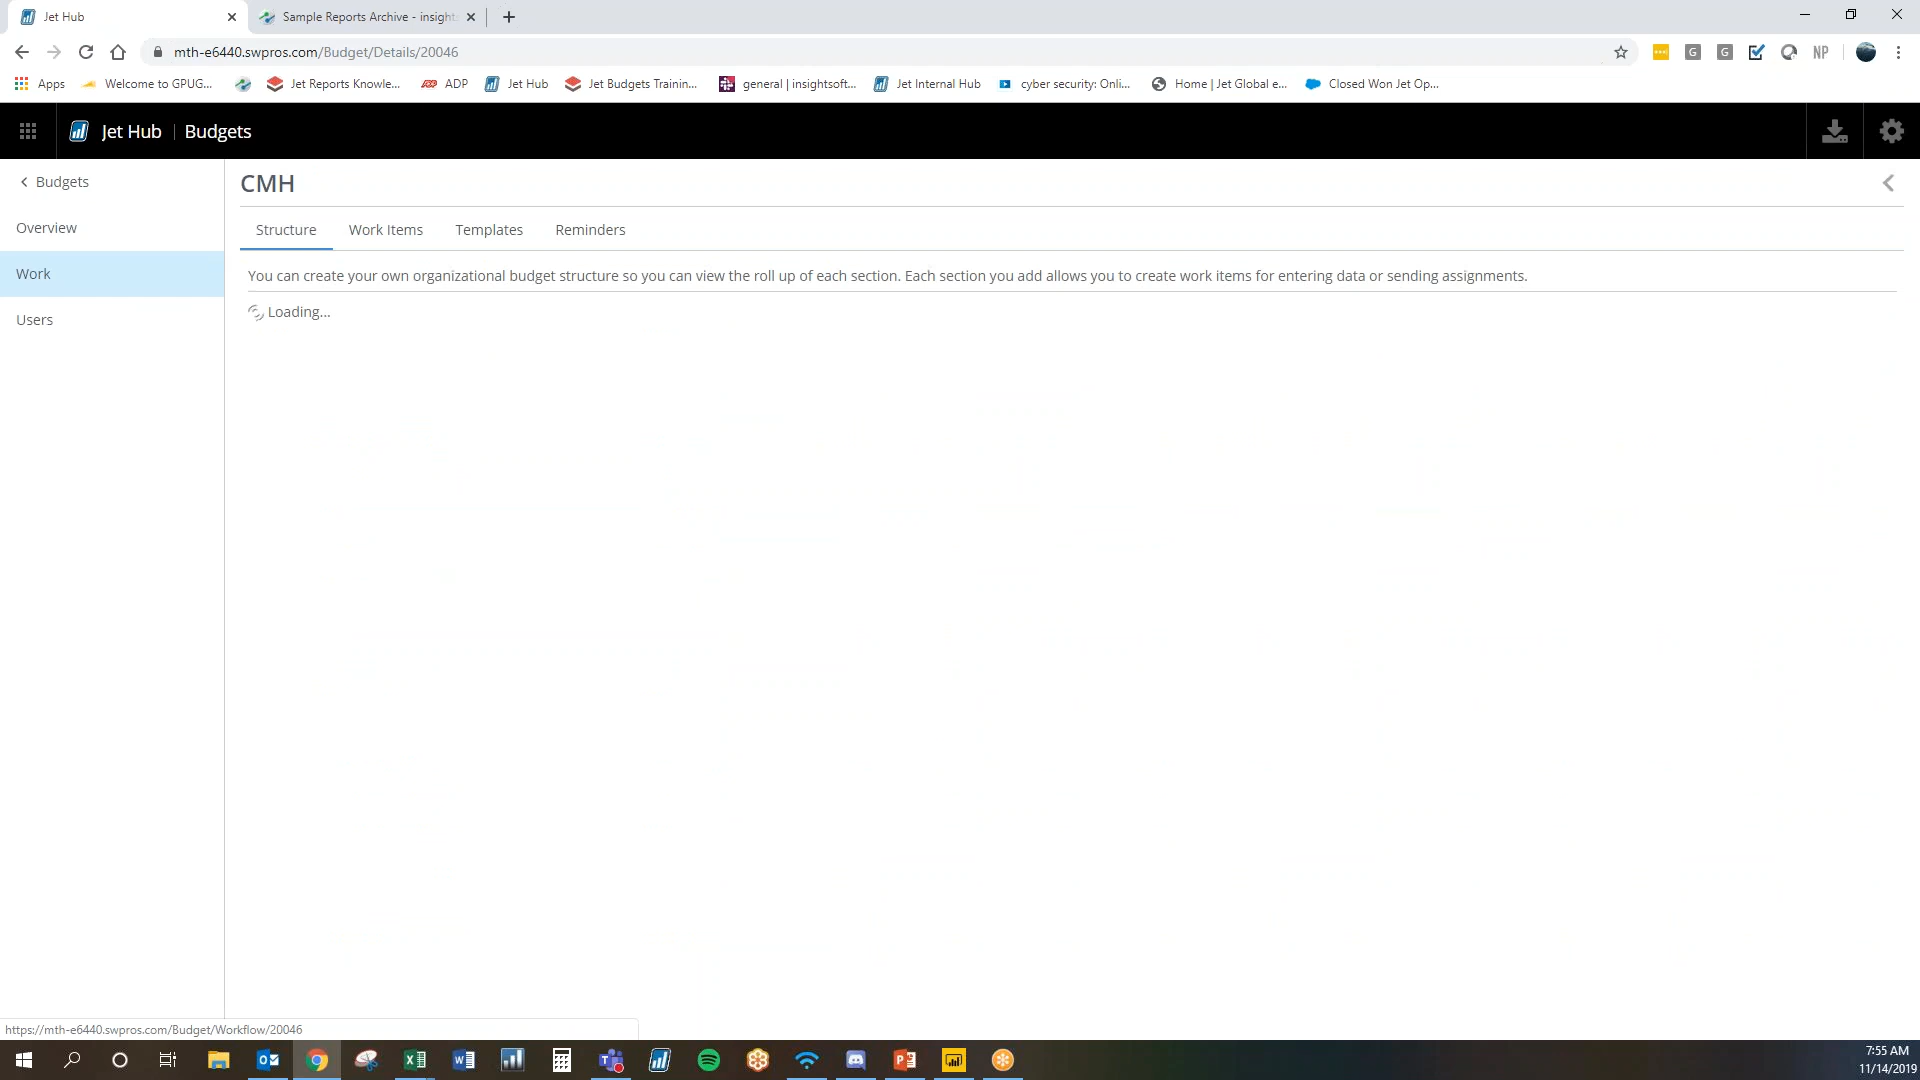 Jet Hub
Sample Reports Archive - insight
mth-e6440.swpros.com/Budget/Details/20046
G
G
NP
Apps
Welcome to GPUG...
Jet Reports Knowle...
ADP
Jet Hub
Jet Budgets Trainin...
general | insightsoft...
Jet Internal Hub
cyber security: Onli...
Home | Jet Global e...
Closed Won Jet Op...
Jet Hub | Budgets
Budgets
Overview
Work
Users
CMH
Structure
Work Items
Templates
Reminders
You can create your own organizational budget structure so you can view the roll up of each section. Each section you add allows you to create work items for entering data or sending assignments.
Loading...
https://mth-e6440.swpros.com/Budget/Workflow/20046
7:55 AM
11/14/2019